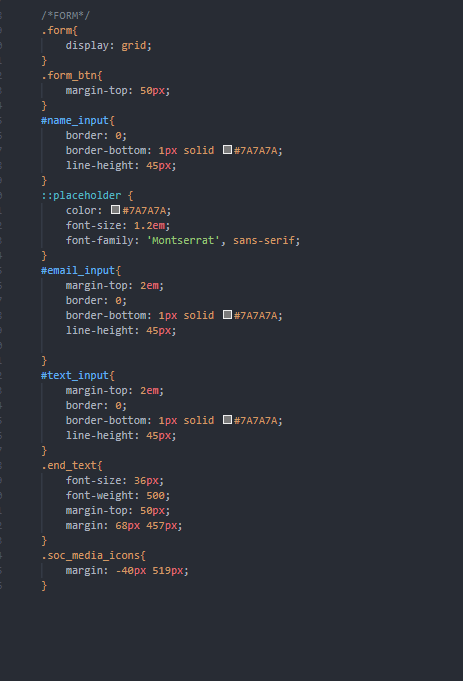 /*FORM*/
.form{
    display: grid;
}
.form_btn{
    margin-top: 50px;
}
#name_input{
    border: 0;
    border-bottom: 1px solid #7A7A7A;
    line-height: 45px;
}
::placeholder {
    color: #7A7A7A;
    font-size: 1.2em;
    font-family: 'Montserrat', sans-serif;
}
#email_input{
    margin-top: 2em;
    border: 0;
    border-bottom: 1px solid #7A7A7A;
    line-height: 45px;

}
#text_input{
    margin-top: 2em;
    border: 0;
    border-bottom: 1px solid #7A7A7A;
    line-height: 45px;
}
.end_text{
    font-size: 36px;
    font-weight: 500;
    margin-top: 50px;
    margin: 68px 457px;
}
.soc_media_icons{
    margin: -40px 519px;
}